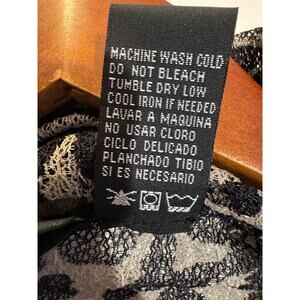 MACHINE WASH COLD
DO NOT BLEACH
TUMBLE DRY LOW
COOL IRON IF NEEDED
LAVAR A MAQUINA
NO USAR CLORO
CICLO DELICADO
PLANCHADO TIBIO
SI ES NECESARIO